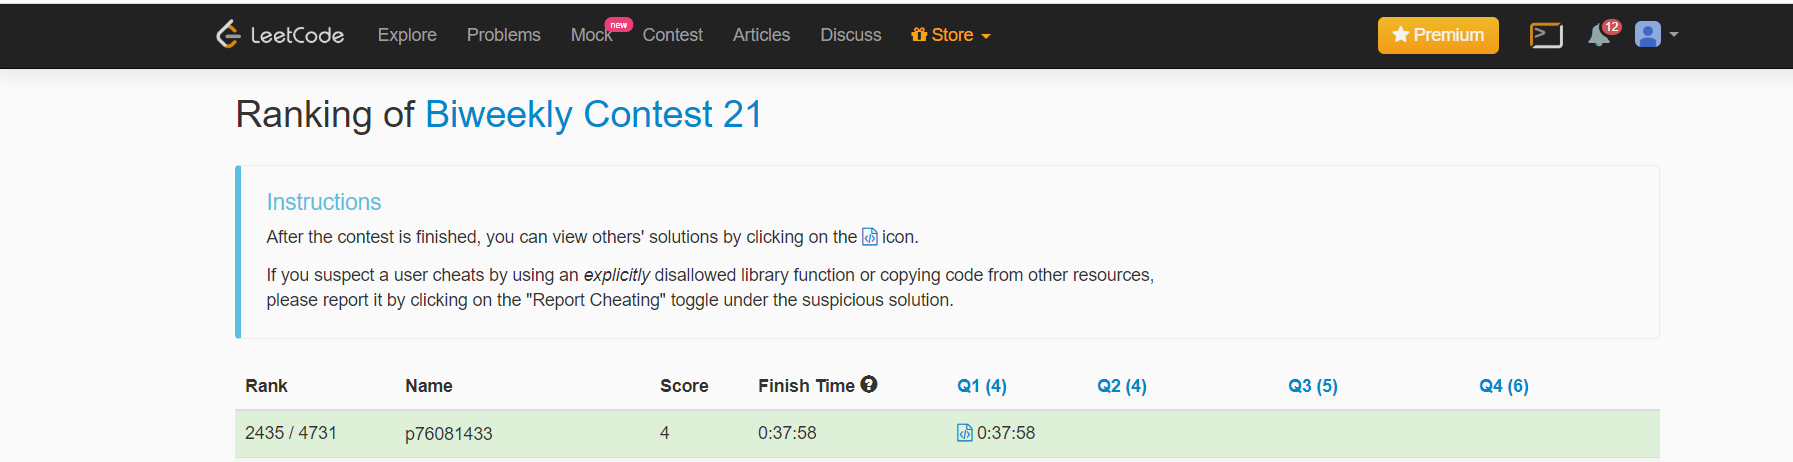 LeetCode Explore Problems Mock new Contest Articles Discuss Store Premium 12
Ranking of Biweekly Contest 21
Instructions
After the contest is finished, you can view others' solutions by clicking on the icon.
If you suspect a user cheats by using an explicitly disallowed library function or copying code from other resources,
please report it by clicking on the "Report Cheating" toggle under the suspicious solution.
Rank Name Score Finish Time ? Q1 (4) Q2 (4) Q3 (5) Q4 (6)
2435 / 4731 p76081433 4 0:37:58 0:37:58